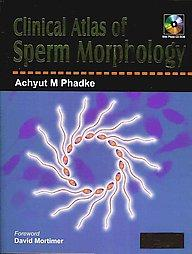 Clinical Atlas of
Sperm Morphology
Achyut M Phadke
Foreword
David Mortimer